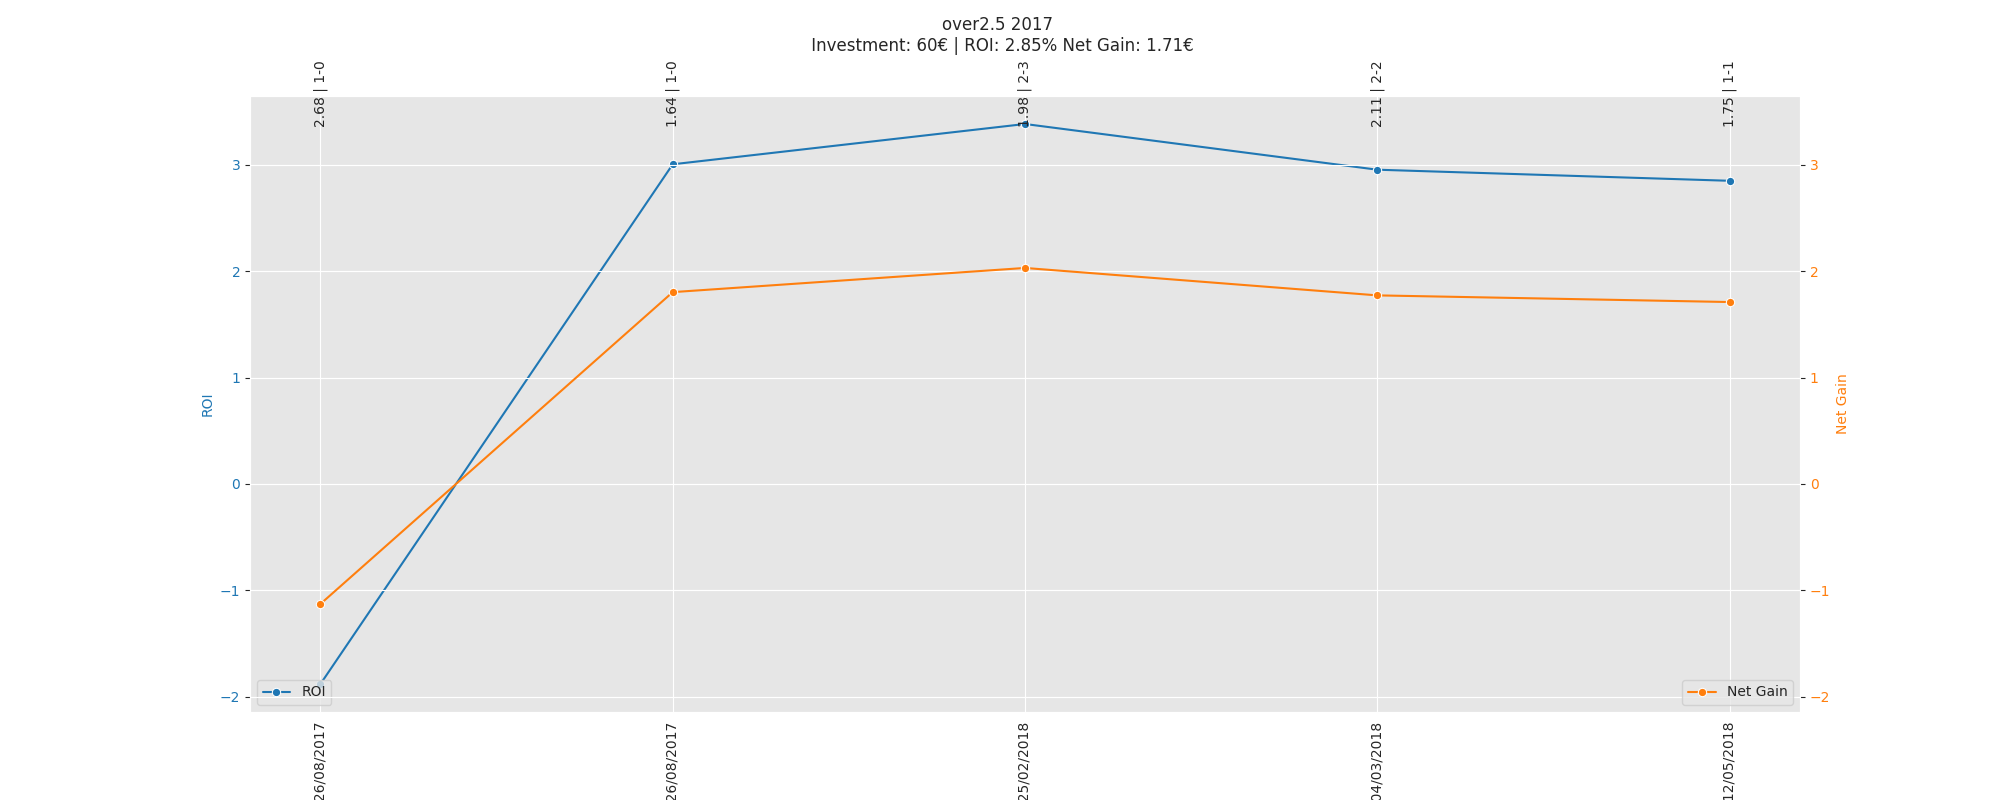 over2.5 2017
Investment: 60€ | ROI: 2.85% Net Gain: 1.71€
2.68 | 1-0
1.64 | 1-0
1.98 | 2-3
2.11 | 2-2
1.75 | 1-1
3
2
1
0
−1
−2
ROI
3
2
1
0
−1
−2
Net Gain
ROI
Net Gain
26/08/2017
26/08/2017
25/02/2018
04/03/2018
12/05/2018